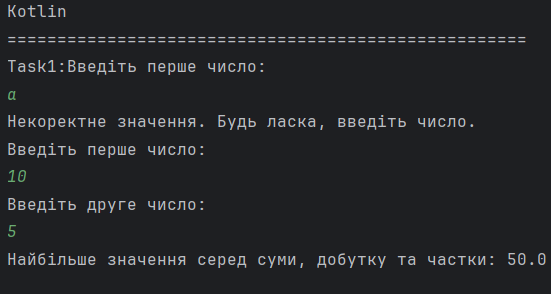 Kotlin
====================================================
Task1:Введіть перше число:
a
Некоректне значення. Будь ласка, введіть число.
Введіть перше число:
10
Введіть друге число:
5
Найбільше значення серед суми, добутку та частки: 50.0